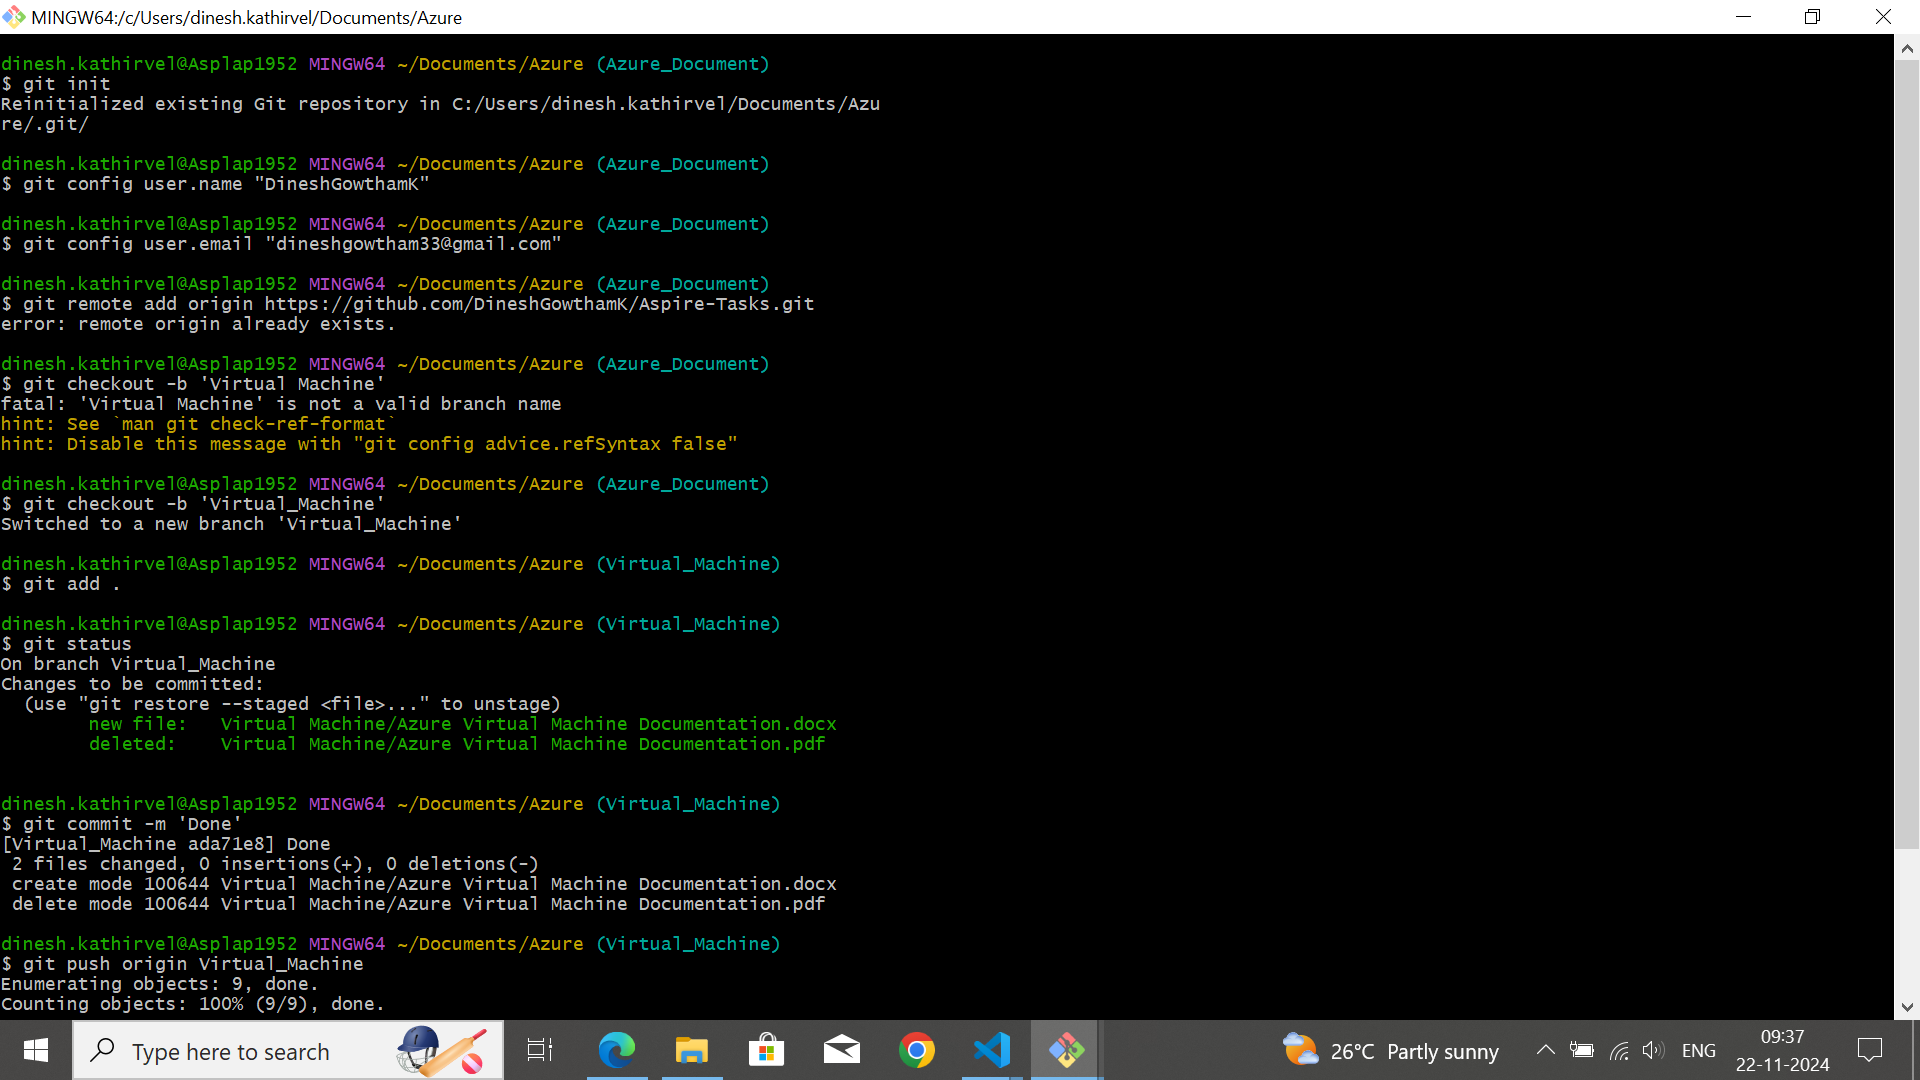 MINGW64:/c/Users/dinesh.kathirvel/Documents/Azure
dinesh.kathirvel@Asplap1952 MINGW64 ~/Documents/Azure (Azure_Document)
$ git init
Reinitialized existing Git repository in C:/Users/dinesh.kathirvel/Documents/Azu
re/.git/
dinesh.kathirvel@Asplap1952 MINGW64 ~/Documents/Azure (Azure_Document)
$ git config user.name "DineshGowthamK"
dinesh.kathirvel@Asplap1952 MINGW64 ~/Documents/Azure (Azure_Document)
$ git config user.email "dineshgowtham33@gmail.com"
dinesh.kathirvel@Asplap1952 MINGW64 ~/Documents/Azure (Azure_Document)
$ git remote add origin https://github.com/DineshGowthamK/Aspire-Tasks.git
error: remote origin already exists.
dinesh.kathirvel@Asplap1952 MINGW64 ~/Documents/Azure (Azure_Document)
$ git checkout -b 'Virtual Machine'
fatal: 'Virtual Machine' is not a valid branch name
hint: See `man git check-ref-format`
hint: Disable this message with "git config advice.refSyntax false"
dinesh.kathirvel@Asplap1952 MINGW64 ~/Documents/Azure (Azure_Document)
$ git checkout -b 'Virtual_Machine'
Switched to a new branch 'Virtual_Machine'
dinesh.kathirvel@Asplap1952 MINGW64 ~/Documents/Azure (Virtual_Machine)
$ git add .
dinesh.kathirvel@Asplap1952 MINGW64 ~/Documents/Azure (Virtual_Machine)
$ git status
On branch Virtual_Machine
Changes to be committed:
  (use "git restore --staged <file>..." to unstage)
        new file:   Virtual Machine/Azure Virtual Machine Documentation.docx
        deleted:    Virtual Machine/Azure Virtual Machine Documentation.pdf
dinesh.kathirvel@Asplap1952 MINGW64 ~/Documents/Azure (Virtual_Machine)
$ git commit -m 'Done'
[Virtual_Machine ada71e8] Done
 2 files changed, 0 insertions(+), 0 deletions(-)
 create mode 100644 Virtual Machine/Azure Virtual Machine Documentation.docx
 delete mode 100644 Virtual Machine/Azure Virtual Machine Documentation.pdf
dinesh.kathirvel@Asplap1952 MINGW64 ~/Documents/Azure (Virtual_Machine)
$ git push origin Virtual_Machine
Enumerating objects: 9, done.
Counting objects: 100% (9/9), done.
Type here to search
26°C Partly sunny
ENG
09:37
22-11-2024